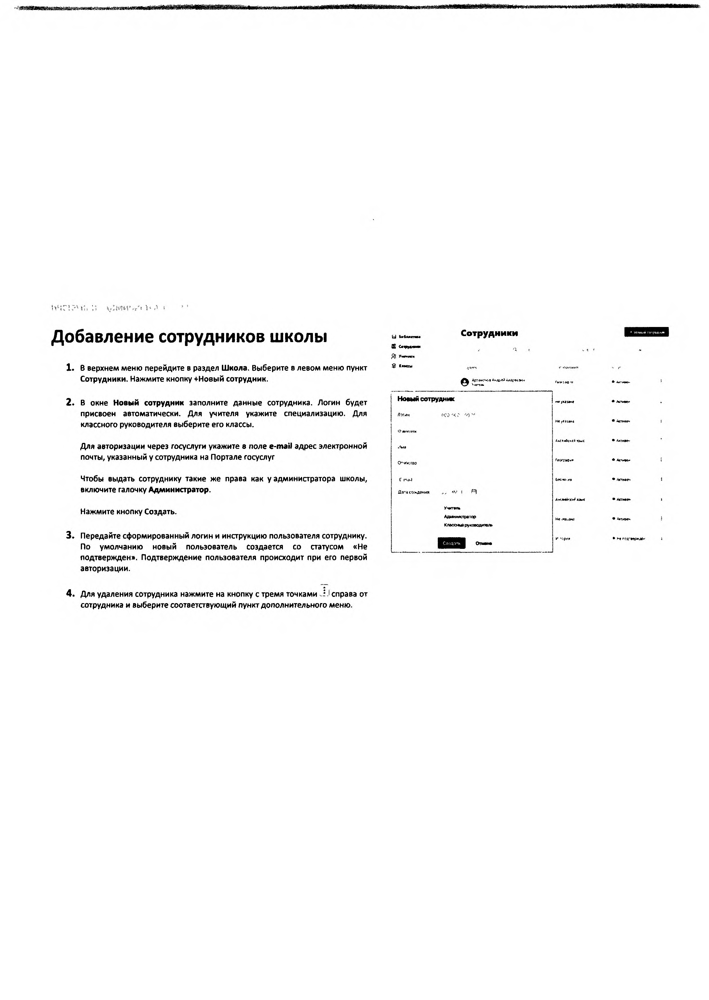 Добавление сотрудников школы
1. В верхнем меню перейдите в раздел Школа. Выберите в левом меню пункт
Сотрудники. Нажмите кнопку +Новый сотрудник.
2. В окне Новый сотрудник заполните данные сотрудника. Логин будет
присвоен автоматически. Для учителя укажите специализацию. Для
классного руководителя выберите его классы.
Для авторизации через госуслуги укажите в поле e-mail адрес электронной
почты, указанный у сотрудника на Портале госуслуг
Чтобы выдать сотруднику такие же права как у администратора школы,
включите галочку Администратор.
Нажмите кнопку Создать.
3. Передайте сформированный логин и инструкцию пользователя сотруднику.
По умолчанию новый пользователь создается со статусом «Не
подтвержден». Подтверждение пользователя происходит при его первой
авторизации.
4. Для удаления сотрудника нажмите на кнопку с тремя точками справа от
сотрудника и выберите соответствующий пункт дополнительного меню.
Библиотека
Сотрудники
Ученики
Классы
Сотрудники
+ Новый сотрудник
Андрей Андреевич
Учитель
География Активен
Не указана Активен
Не указана Активен
Английский язык Активен
География Активен
Биология Активен
Английский язык Активен
Не указана Активен
История Не подтверждён
Новый сотрудник
Логин
Фамилия
Имя
Отчество
E-mail
Дата рождения
Учитель
Администратор
Классный руководитель
Создать Отмена